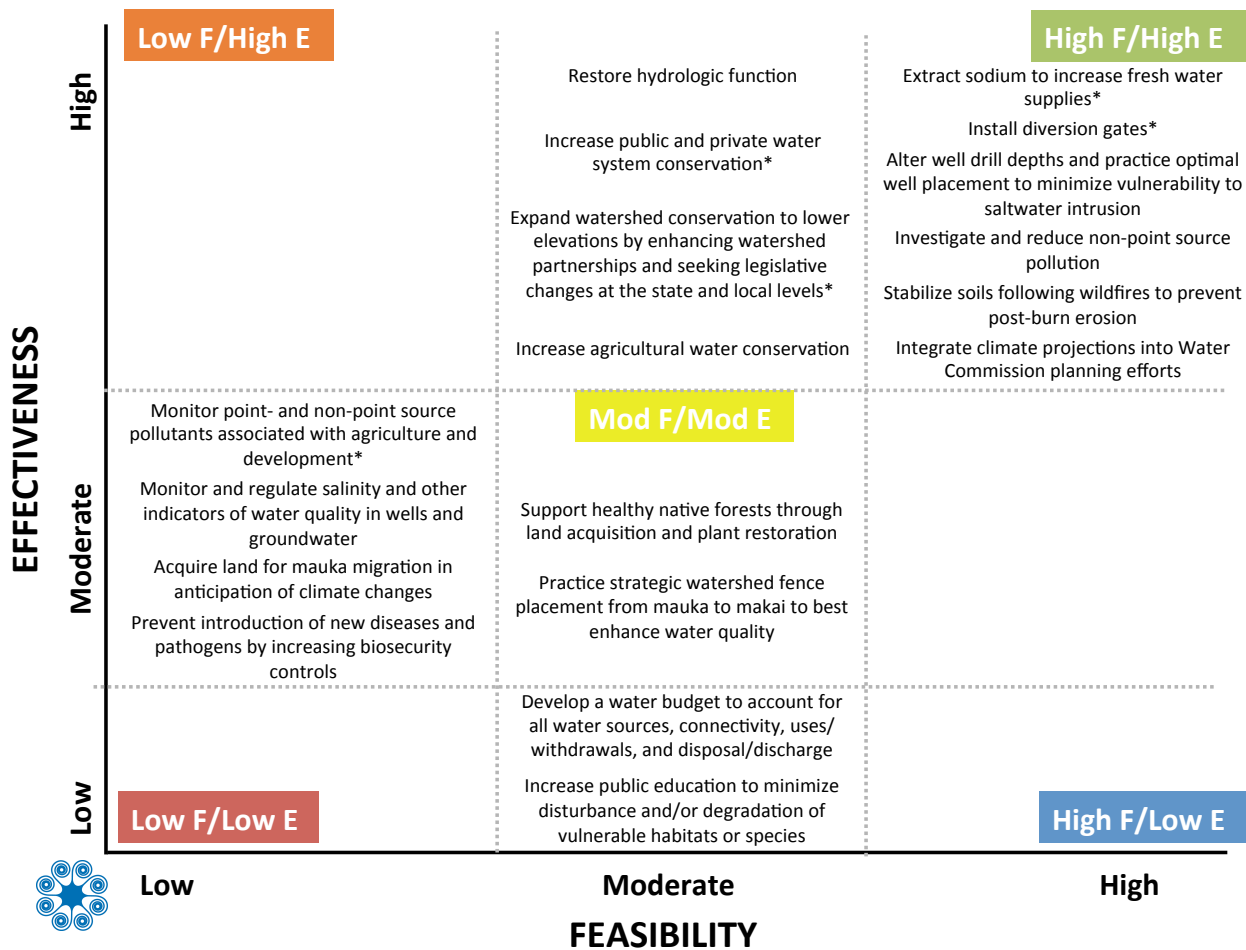 Low F/High E
High F/High E
Restore hydrologic function
Increase public and private water
system conservation*
Expand watershed conservation to lower
elevations by enhancing watershed
partnerships and seeking legislative
changes at the state and local levels*
Increase agricultural water conservation
Extract sodium to increase fresh water
supplies*
Install diversion gates*
Alter well drill depths and practice optimal
well placement to minimize vulnerability to
saltwater intrusion
Investigate and reduce non-point source
pollution
Stabilize soils following wildfires to prevent
post-burn erosion
Integrate climate projections into Water
Commission planning efforts
High
EFFECTIVENESS
Moderate
Monitor point- and non-point source
pollutants associated with agriculture and
development*
Monitor and regulate salinity and other
indicators of water quality in wells and
groundwater
Acquire land for mauka migration in
anticipation of climate changes
Prevent introduction of new diseases and
pathogens by increasing biosecurity
controls
Mod F/Mod E
Support healthy native forests through
land acquisition and plant restoration
Practice strategic watershed fence
placement from mauka to makai to best
enhance water quality
Low
Low F/Low E
Develop a water budget to account for
all water sources, connectivity, uses/
withdrawals, and disposal/discharge
Increase public education to minimize
disturbance and/or degradation of
vulnerable habitats or species
High F/Low E
Low
Moderate
High
FEASIBILITY